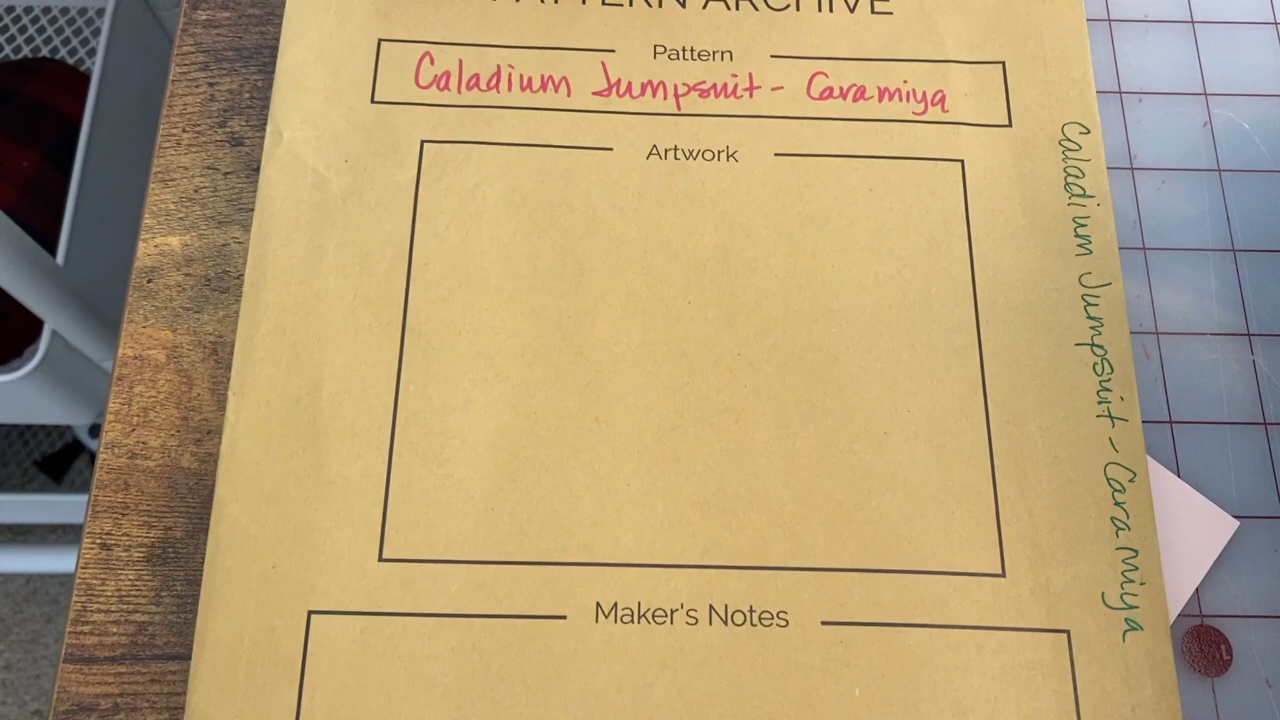 PATTERN ARCHIVE
Pattern
Caladium Jumpsuit - Caramiya
Artwork
Caladium Jumpsuit - Caramiya
Maker's Notes